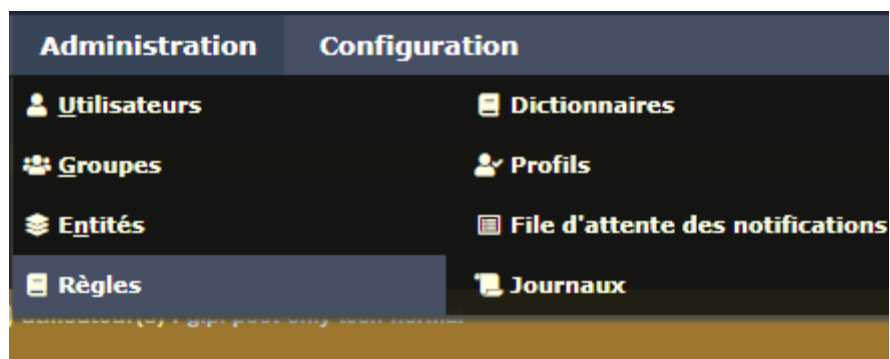 Administration Configuration
Utilisateurs Dictionnaires
Groupes Profils
Entités File d'attente des notifications
Règles Journaux